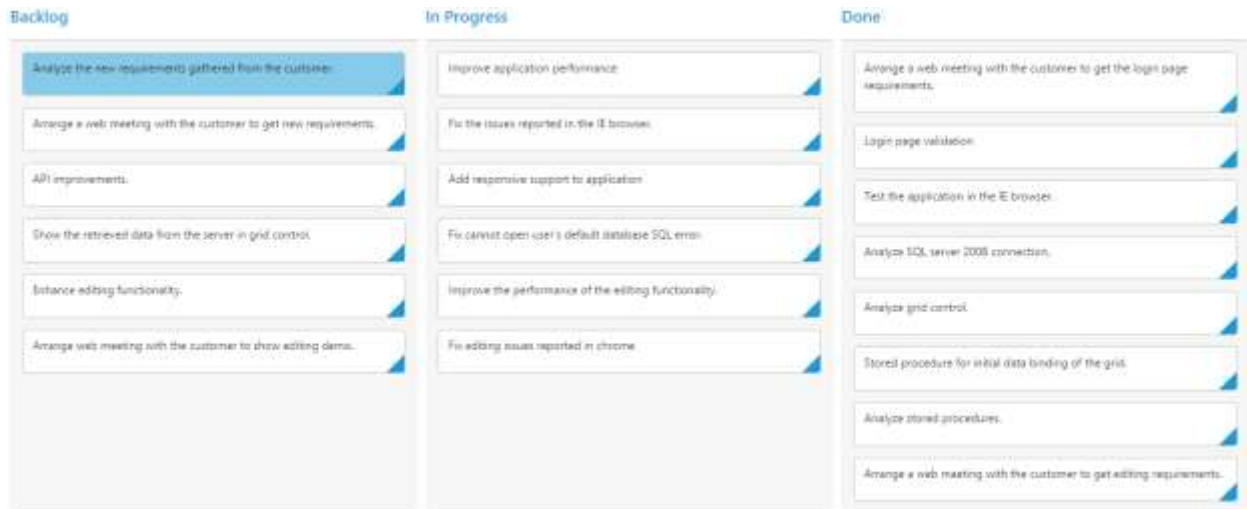 Backlog
In Progress
Done
Analyze the new requirements gathered from the customer.
Arrange a web meeting with the customer to get new requirements.
API improvements.
Show the retrieved data from the server in grid control.
Enhance editing functionality.
Arrange web meeting with the customer to show editing demo.
Improve application performance
Fix the issues reported in the IE browser.
Add responsive support to application
Fix cannot open user's default database SQL error.
Improve the performance of the editing functionality.
Fix editing issues reported in chrome
Arrange a web meeting with the customer to get the login page
requirements.
Login page validation
Test the application in the IE browser.
Analyze SQL server 2008 connection.
Analyze grid control.
Stored procedure for initial data binding of the grid.
Analyze stored procedures.
Arrange a web meeting with the customer to get editing requirements.